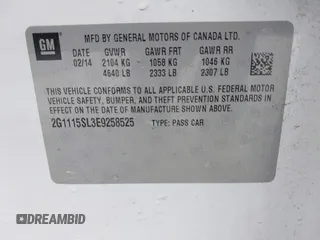 GM
MFD BY GENERAL MOTORS OF CANADA LTD.
DATE GVWR GAWR FRT GAWR RR
02/14 2104 KG 1058 KG 1046 KG
4640 LB 2333 LB 2307 LB
THIS VEHICLE CONFORMS TO ALL APPLICABLE U.S. FEDERAL MOTOR
VEHICLE SAFETY, BUMPER, AND THEFT PREVENTION STANDARDS IN
EFFECT ON THE DATE OF MANUFACTURE SHOWN ABOVE.
2G1115SL3E9258525 TYPE: PASS CAR
DREAMBID